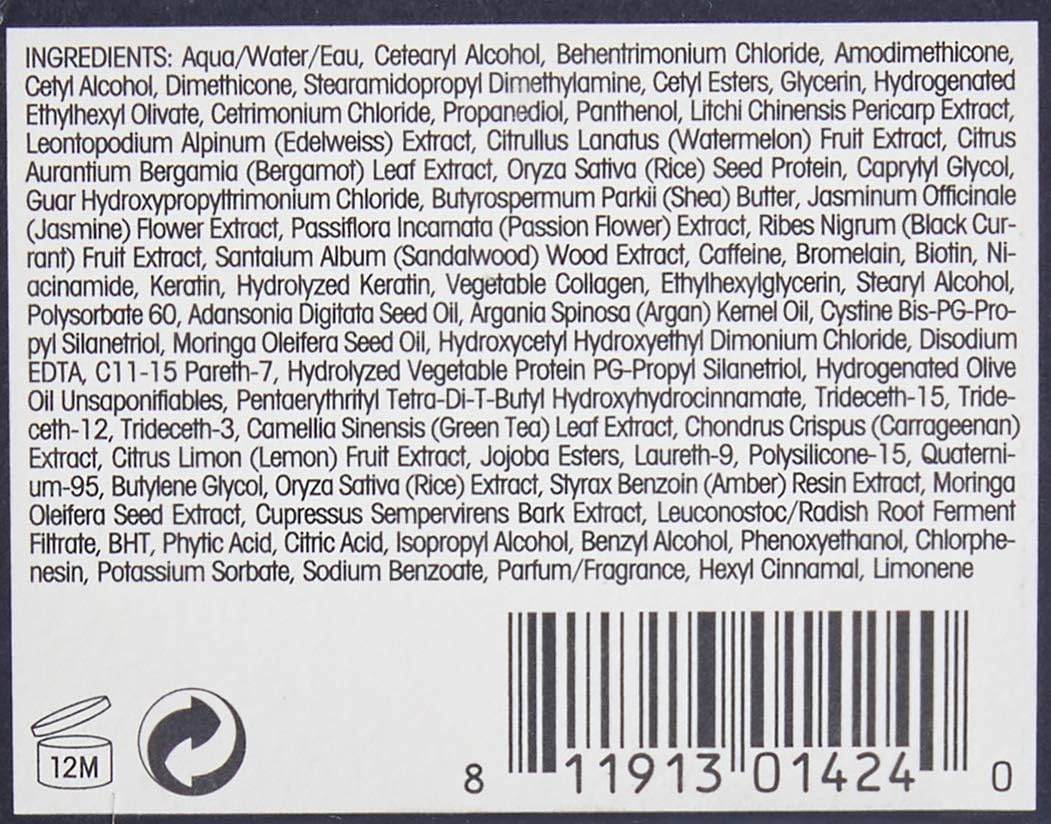 INGREDIENTS: Aqua/Water/Eau, Cetearyl Alcohol, Behentrimonium Chloride, Amodimethicone,
Cetyl Alcohol, Dimethicone, Stearamidopropyl Dimethylamine, Cetyl Esters, Glycerin, Hydrogenated
Ethylhexyl Olivate, Cetrimonium Chloride, Propanediol, Panthenol, Litchi Chinensis Pericarp Extract,
Leontopodium Alpinum (Edelweiss) Extract, Citrullus Lanatus (Watermelon) Fruit Extract, Citrus
Aurantium Bergamia (Bergamot) Leaf Extract, Oryza Sativa (Rice) Seed Protein, Caprylyl Glycol,
Guar Hydroxypropyltrimonium Chloride, Butyrospermum Parkii (Shea) Butter, Jasminum Officinale
(Jasmine) Flower Extract, Passiflora Incarnata (Passion Flower) Extract, Ribes Nigrum (Black Cur-
rant) Fruit Extract, Santalum Album (Sandalwood) Wood Extract, Caffeine, Bromelain, Biotin, Ni-
acinamide, Keratin, Hydrolyzed Keratin, Vegetable Collagen, Ethylhexylglycerin, Stearyl Alcohol,
Polysorbate 60, Adansonia Digitata Seed Oil, Argania Spinosa (Argan) Kernel Oil, Cystine Bis-PG-Pro-
pyl Silanetriol, Moringa Oleifera Seed Oil, Hydroxycetyl Hydroxyethyl Dimonium Chloride, Disodium
EDTA, C11-15 Pareth-7, Hydrolyzed Vegetable Protein PG-Propyl Silanetriol, Hydrogenated Olive
Oil Unsaponifiables, Pentaerythrityl Tetra-Di-T-Butyl Hydroxyhydrocinnamate, Trideceth-15, Tride-
ceth-12, Trideceth-3, Camellia Sinensis (Green Tea) Leaf Extract, Chondrus Crispus (Carrageenan)
Extract, Citrus Limon (Lemon) Fruit Extract, Jojoba Esters, Laureth-9, Polysilicone-15, Quaterni-
um-95, Butylene Glycol, Oryza Sativa (Rice) Extract, Styrax Benzoin (Amber) Resin Extract, Moringa
Oleifera Seed Extract, Cupressus Sempervirens Bark Extract, Leuconostoc/Radish Root Ferment
Filtrate, BHT, Phytic Acid, Citric Acid, Isopropyl Alcohol, Benzyl Alcohol, Phenoxyethanol, Chlorphe-
nesin, Potassium Sorbate, Sodium Benzoate, Parfum/Fragrance, Hexyl Cinnamal, Limonene
12M
8 11913 01424 0